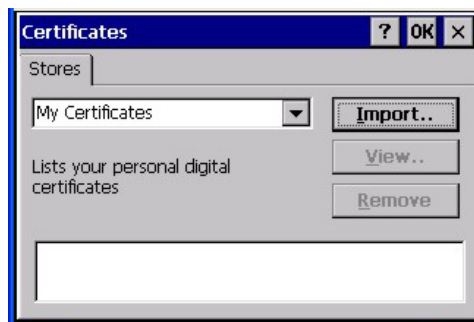 Certificates ? OK ×
Stores
My Certificates
Import..
Lists your personal digital
certificates
View..
Remove